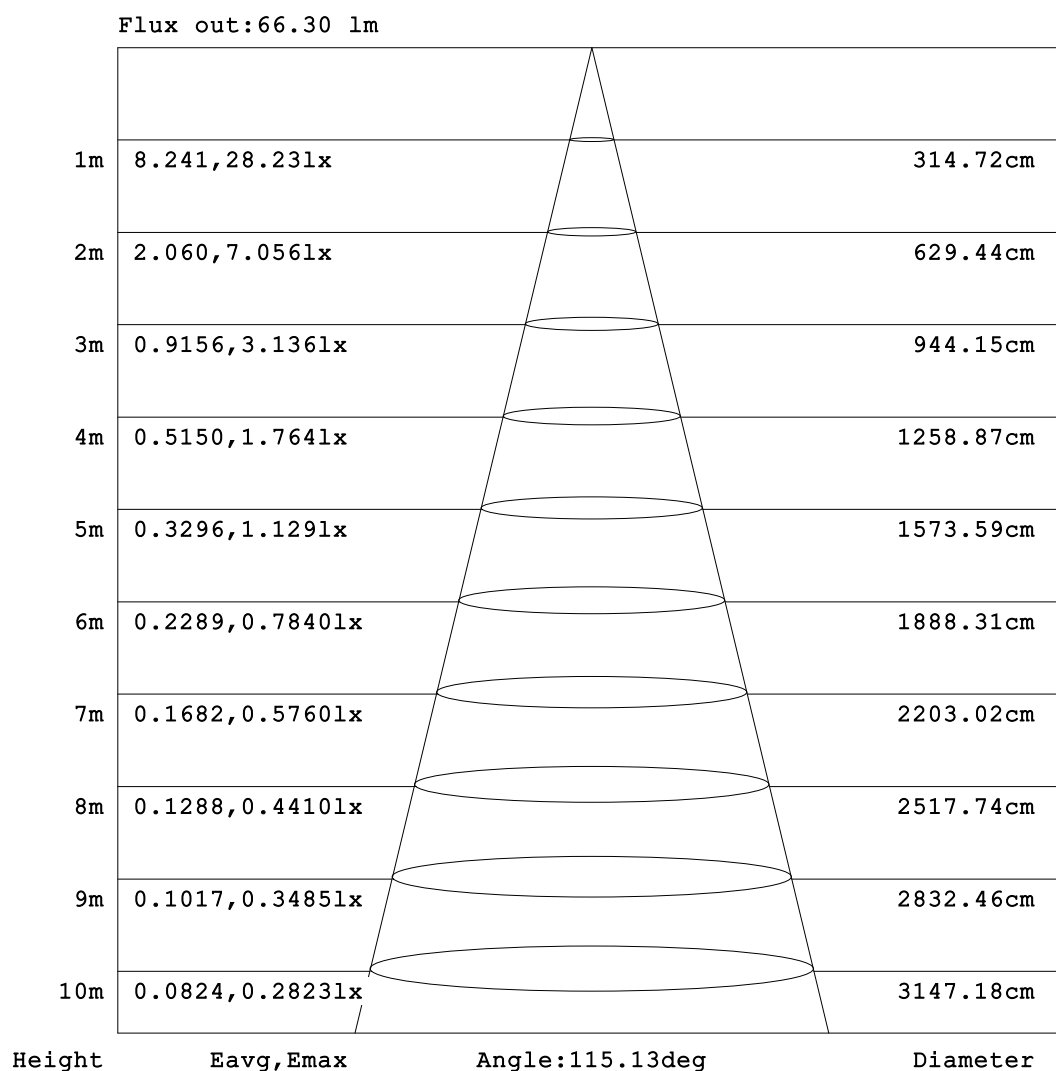 Flux out:66.30 lm
1m 8.241,28.23lx 314.72cm
2m 2.060,7.056lx 629.44cm
3m 0.9156,3.136lx 944.15cm
4m 0.5150,1.764lx 1258.87cm
5m 0.3296,1.129lx 1573.59cm
6m 0.2289,0.7840lx 1888.31cm
7m 0.1682,0.5760lx 2203.02cm
8m 0.1288,0.4410lx 2517.74cm
9m 0.1017,0.3485lx 2832.46cm
10m 0.0824,0.2823lx 3147.18cm
Height Eavg,Emax Angle:115.13deg Diameter